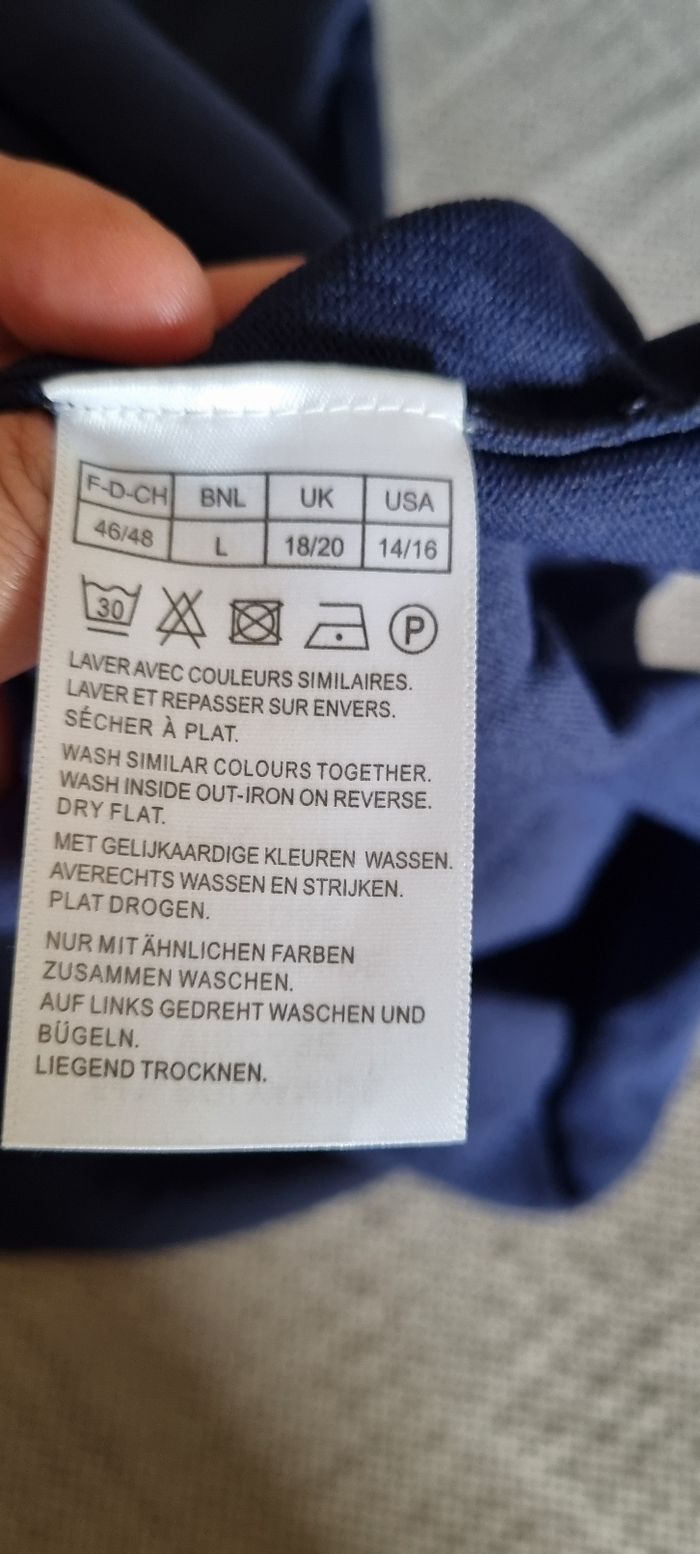 F-D-CH BNL UK USA
46/48 L 18/20 14/16
30 P
LAVER AVEC COULEURS SIMILAIRES.
LAVER ET REPASSER SUR ENVERS.
SÉCHER À PLAT.
WASH SIMILAR COLOURS TOGETHER.
WASH INSIDE OUT-IRON ON REVERSE.
DRY FLAT.
MET GELIJKAARDIGE KLEUREN WASSEN.
AVERECHTS WASSEN EN STRIJKEN.
PLAT DROGEN.
NUR MIT ÄHNLICHEN FARBEN
ZUSAMMEN WASCHEN.
AUF LINKS GEDREHT WASCHEN UND
BÜGELN.
LIEGEND TROCKNEN.